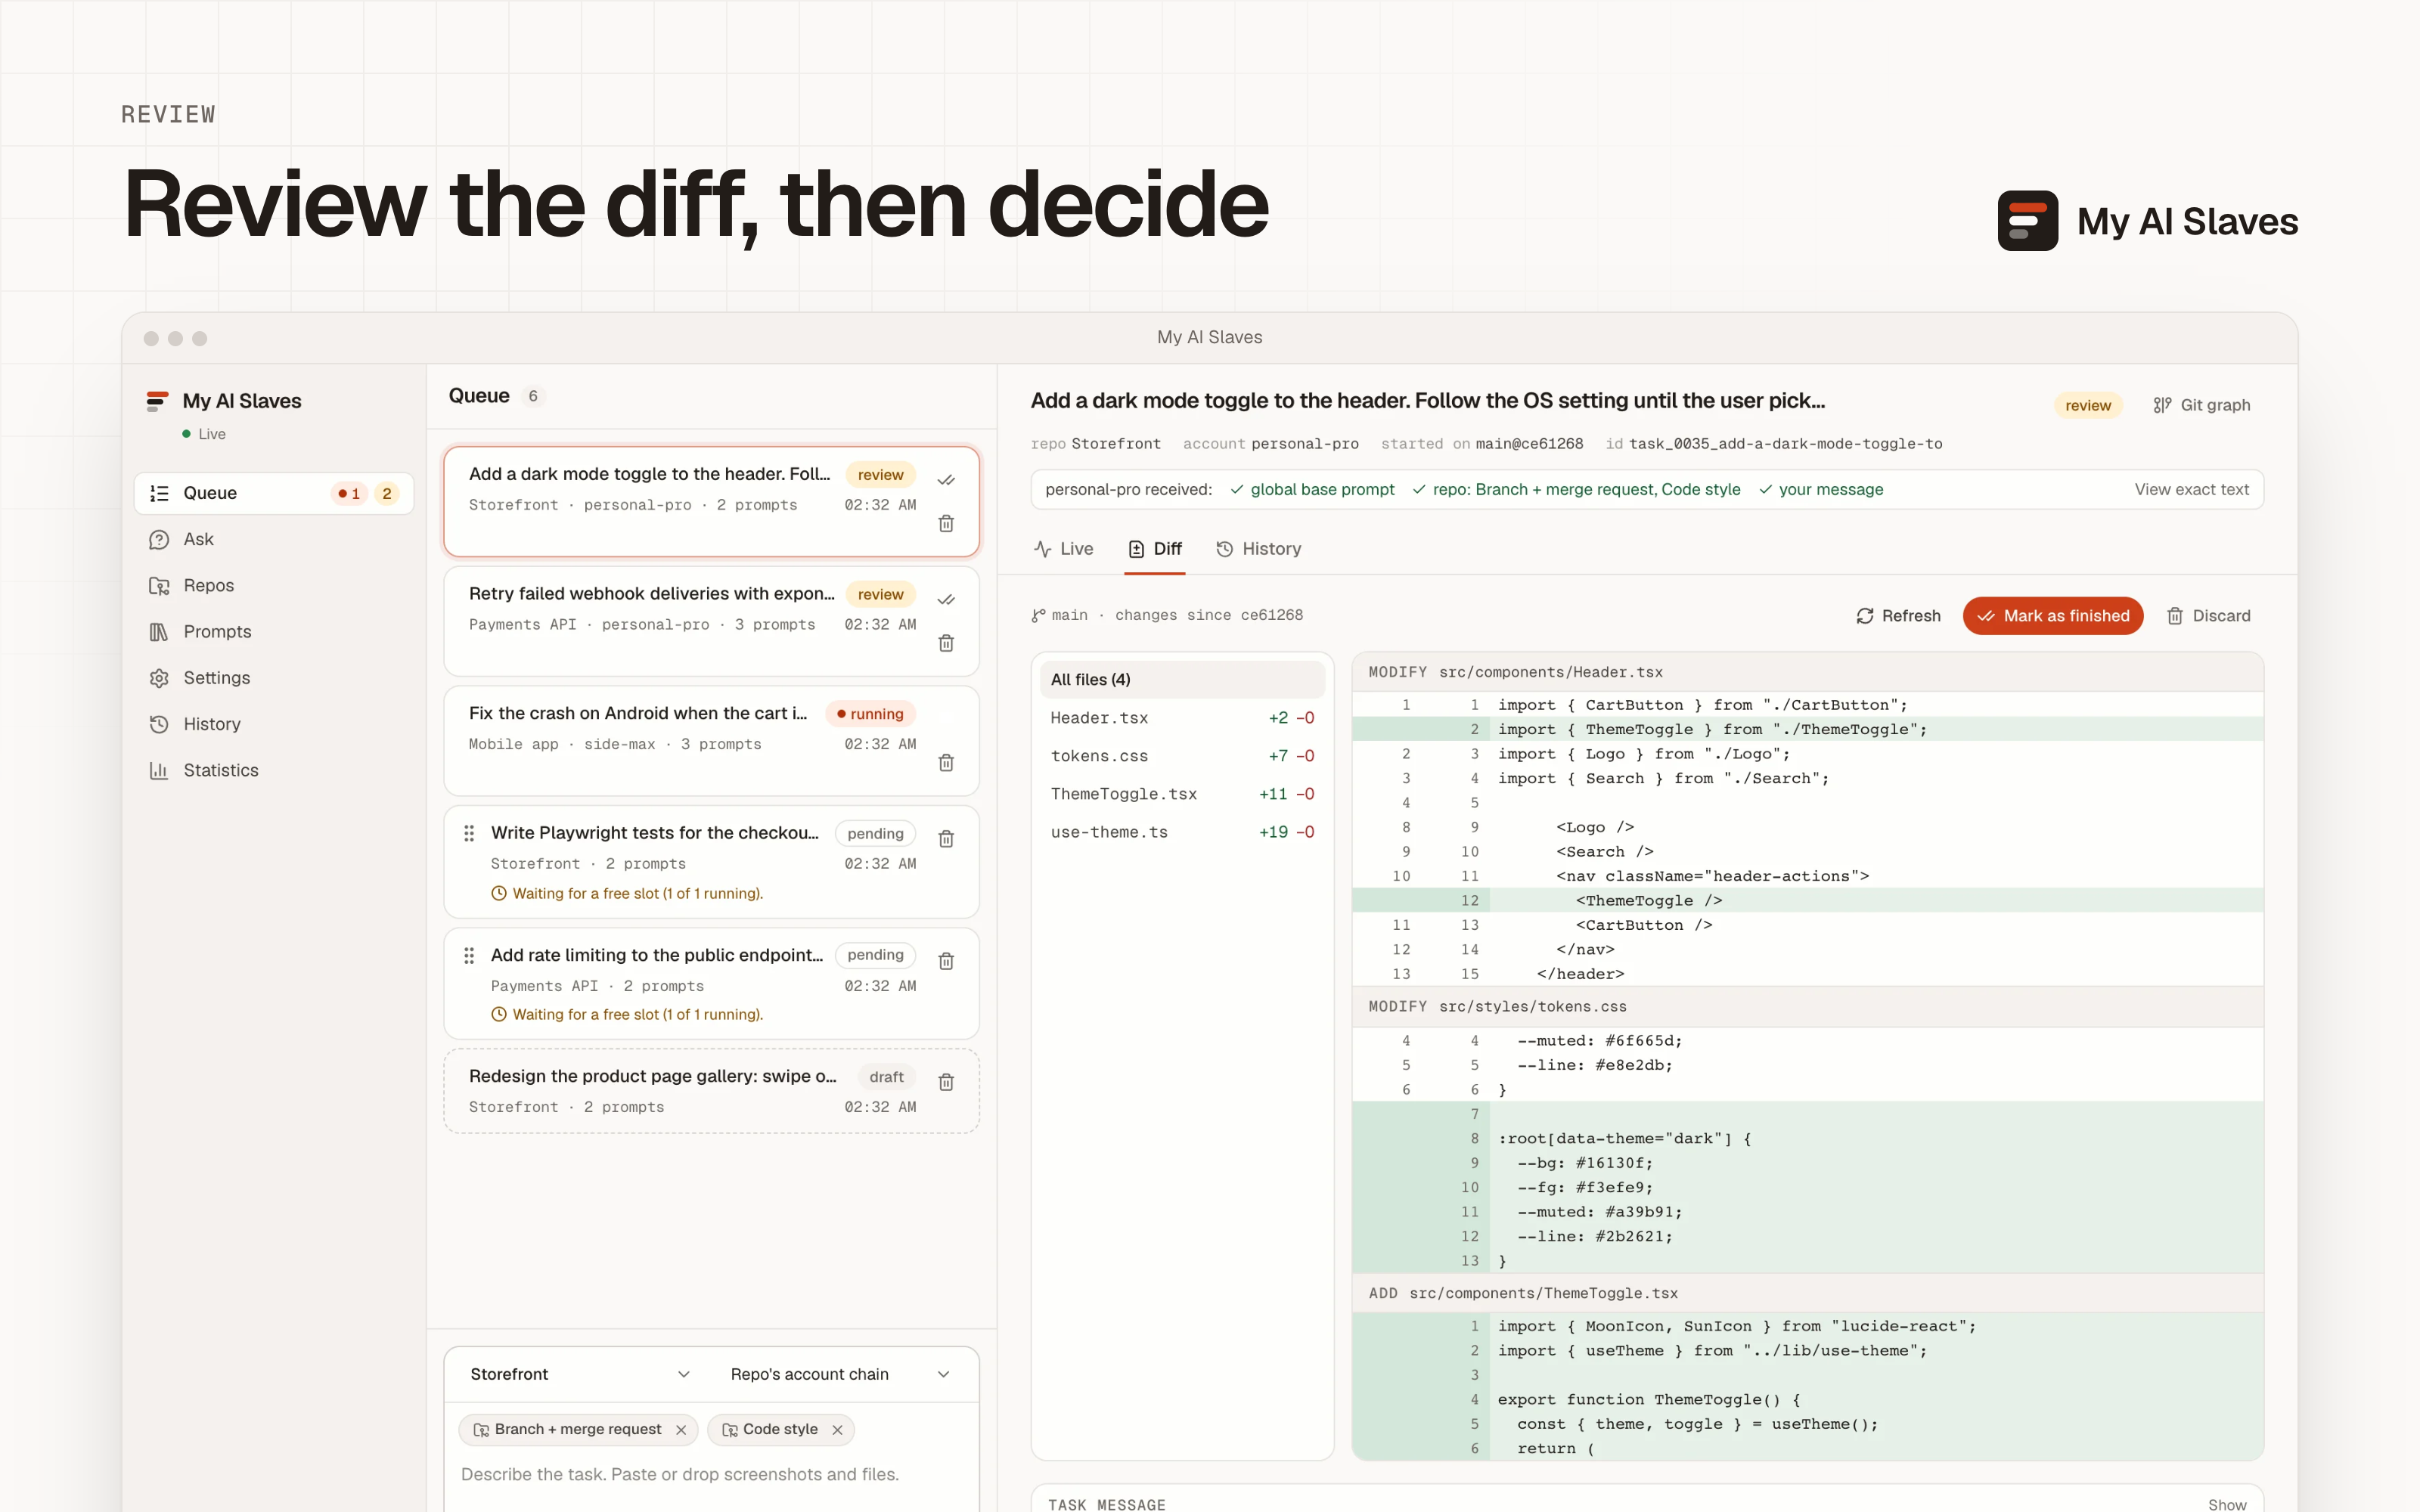 REVIEW
Review the diff, then decide
My AI Slaves
My AI Slaves
My AI Slaves
Live
Queue 1 2
Ask
Repos
Prompts
Settings
History
Statistics
Queue 6
Add a dark mode toggle to the header. Foll... review
Storefront · personal-pro · 2 prompts 02:32 AM
Retry failed webhook deliveries with expon... review
Payments API · personal-pro · 3 prompts 02:32 AM
Fix the crash on Android when the cart i... running
Mobile app · side-max · 3 prompts 02:32 AM
Write Playwright tests for the checkou... pending
Storefront · 2 prompts 02:32 AM
Waiting for a free slot (1 of 1 running).
Add rate limiting to the public endpoint... pending
Payments API · 2 prompts 02:32 AM
Waiting for a free slot (1 of 1 running).
Redesign the product page gallery: swipe o... draft
Storefront · 2 prompts 02:32 AM
Storefront Repo's account chain
Branch + merge request Code style
Describe the task. Paste or drop screenshots and files.
Add a dark mode toggle to the header. Follow the OS setting until the user pick... review Git graph
repo Storefront account personal-pro started on main@ce61268 id task_0035_add-a-dark-mode-toggle-to
personal-pro received: global base prompt repo: Branch + merge request, Code style your message View exact text
Live Diff History
main · changes since ce61268 Refresh Mark as finished Discard
All files (4)
Header.tsx +2 −0
tokens.css +7 −0
ThemeToggle.tsx +11 −0
use-theme.ts +19 −0
MODIFY src/components/Header.tsx
1 1 import { CartButton } from "./CartButton";
2 import { ThemeToggle } from "./ThemeToggle";
2 3 import { Logo } from "./Logo";
3 4 import { Search } from "./Search";
4 5
8 9 <Logo />
9 10 <Search />
10 11 <nav className="header-actions">
12 <ThemeToggle />
11 13 <CartButton />
12 14 </nav>
13 15 </header>
MODIFY src/styles/tokens.css
4 4 --muted: #6f665d;
5 5 --line: #e8e2db;
6 6 }
7
8 :root[data-theme="dark"] {
9 --bg: #16130f;
10 --fg: #f3efe9;
11 --muted: #a39b91;
12 --line: #2b2621;
13 }
ADD src/components/ThemeToggle.tsx
1 import { MoonIcon, SunIcon } from "lucide-react";
2 import { useTheme } from "../lib/use-theme";
3
4 export function ThemeToggle() {
5 const { theme, toggle } = useTheme();
6 return (
TASK MESSAGE Show